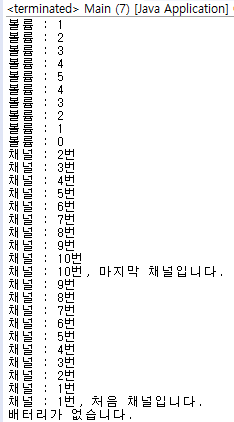 <terminated> Main (7) [Java Application]
볼륨 : 1
볼륨 : 2
볼륨 : 3
볼륨 : 4
볼륨 : 5
볼륨 : 4
볼륨 : 3
볼륨 : 2
볼륨 : 1
볼륨 : 0
채널 : 2번
채널 : 3번
채널 : 4번
채널 : 5번
채널 : 6번
채널 : 7번
채널 : 8번
채널 : 9번
채널 : 10번
채널 : 10번, 마지막 채널입니다.
채널 : 9번
채널 : 8번
채널 : 7번
채널 : 6번
채널 : 5번
채널 : 4번
채널 : 3번
채널 : 2번
채널 : 1번
채널 : 1번, 처음 채널입니다.
배터리가 없습니다.